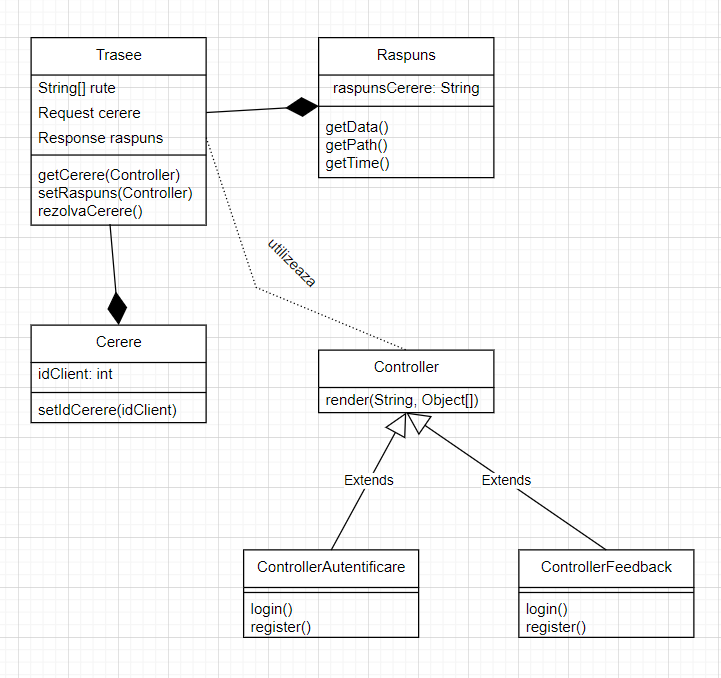 Trasee
String[] rute
Request cerere
Response raspuns
getCerere(Controller)
setRaspuns(Controller)
rezolvaCerere()
Raspuns
raspunsCerere: String
getData()
getPath()
getTime()
utilizeaza
Cerere
idClient: int
setIdCerere(idClient)
Controller
render(String, Object[])
Extends
Extends
ControllerAutentificare
login()
register()
ControllerFeedback
login()
register()